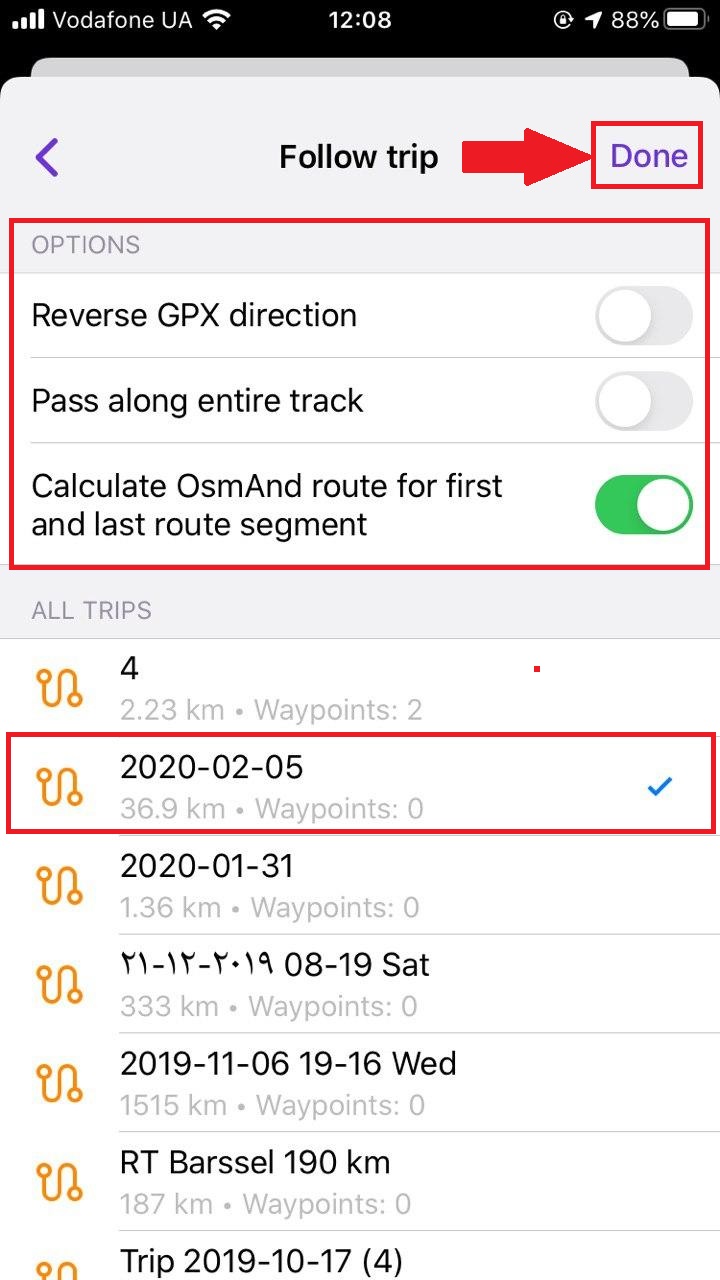 Vodafone UA 12:08 88%
Follow trip Done
OPTIONS
Reverse GPX direction
Pass along entire track
Calculate OsmAnd route for first
and last route segment
ALL TRIPS
4
2.23 km • Waypoints: 2
2020-02-05
36.9 km • Waypoints: 0
2020-01-31
1.36 km • Waypoints: 0
٢١-١٢-٢٠١٩ 08-19 Sat
333 km • Waypoints: 0
2019-11-06 19-16 Wed
1515 km • Waypoints: 0
RT Barssel 190 km
187 km • Waypoints: 0
Trip 2019-10-17 (4)